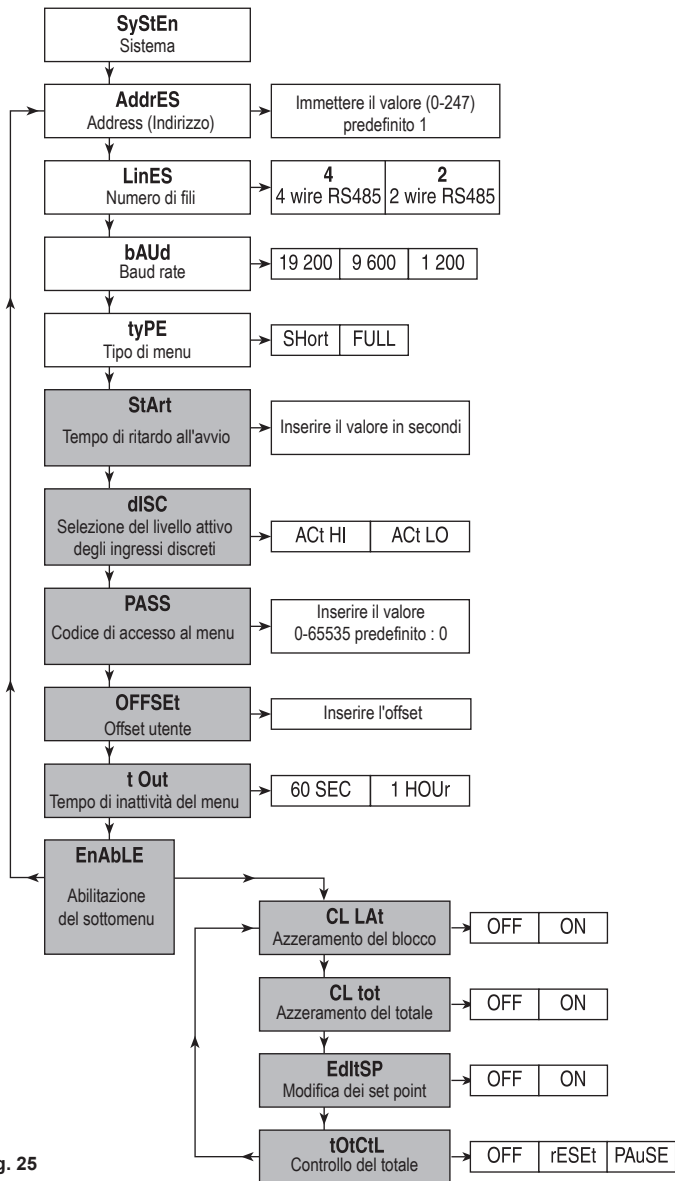 SyStEn
Sistema
AddrES
Address (Indirizzo)
Immettere il valore (0-247)
predefinito 1
LinES
Numero di fili
4
4 wire RS485
2
2 wire RS485
bAUd
Baud rate
19 200
9 600
1 200
tyPE
Tipo di menu
SHort
FULL
StArt
Tempo di ritardo all'avvio
Inserire il valore in secondi
dISC
Selezione del livello attivo
degli ingressi discreti
ACt HI
ACt LO
PASS
Codice di accesso al menu
Inserire il valore
0-65535 predefinito : 0
OFFSEt
Offset utente
Inserire l'offset
t Out
Tempo di inattività del menu
60 SEC
1 HOUr
EnAbLE
Abilitazione
del sottomenu
CL LAt
Azzeramento del blocco
OFF
ON
CL tot
Azzeramento del totale
OFF
ON
EdItSP
Modifica dei set point
OFF
ON
tOtCtL
Controllo del totale
OFF
rESEt
PAuSE
g. 25